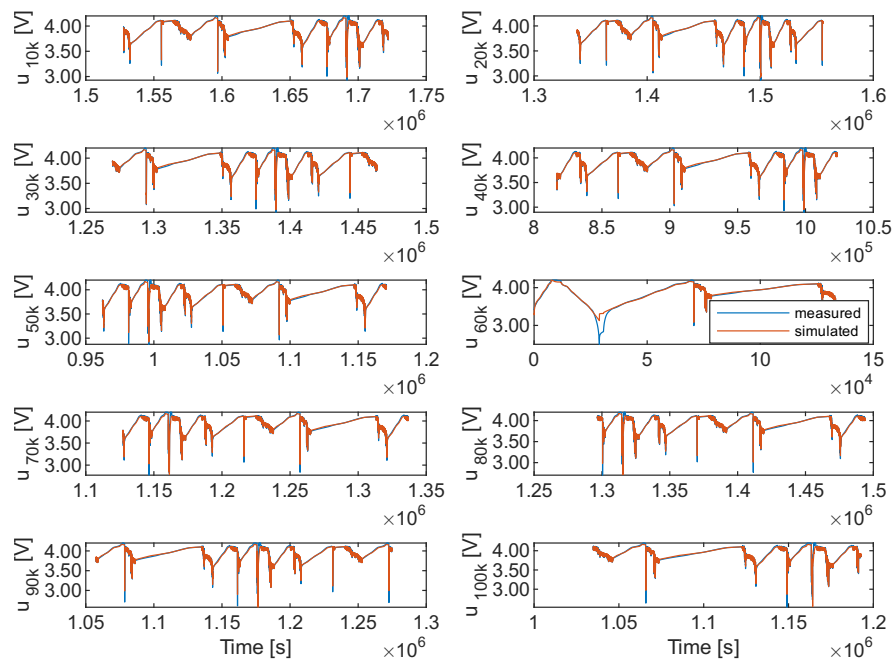 u 10k [V]
4.00
3.50
3.00
1.5 1.55 1.6 1.65 1.7 1.75
×10^6
u 20k [V]
4.00
3.50
3.00
1.3 1.4 1.5 1.6
×10^6
u 30k [V]
4.00
3.50
3.00
1.25 1.3 1.35 1.4 1.45 1.5
×10^6
u 40k [V]
4.00
3.50
3.00
8 8.5 9 9.5 10 10.5
×10^5
u 50k [V]
4.00
3.50
3.00
0.95 1 1.05 1.1 1.15 1.2
×10^6
u 60k [V]
4.00
3.00
measured
simulated
0 5 10 15
×10^4
u 70k [V]
4.00
3.50
3.00
1.1 1.15 1.2 1.25 1.3 1.35
×10^6
u 80k [V]
4.00
3.50
3.00
1.25 1.3 1.35 1.4 1.45 1.5
×10^6
u 90k [V]
4.00
3.50
3.00
1.05 1.1 1.15 1.2 1.25 1.3
Time [s]
×10^6
u 100k [V]
4.00
3.50
3.00
1 1.05 1.1 1.15 1.2
Time [s]
×10^6